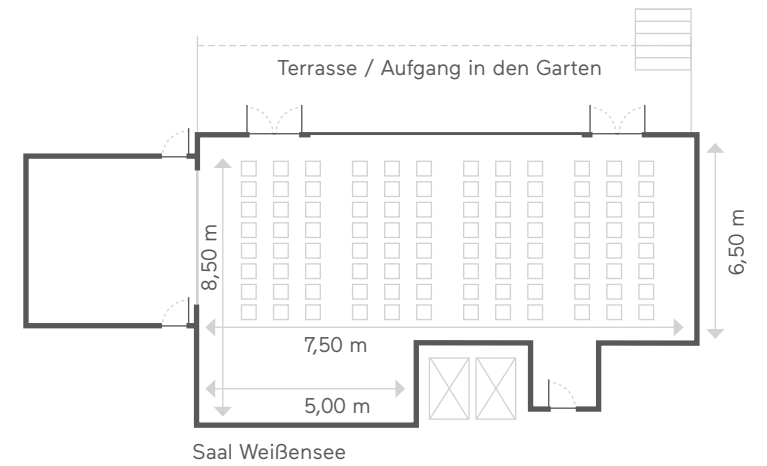 Terrasse / Aufgang in den Garten
8,50 m
6,50 m
7,50 m
5,00 m
Saal Weißensee